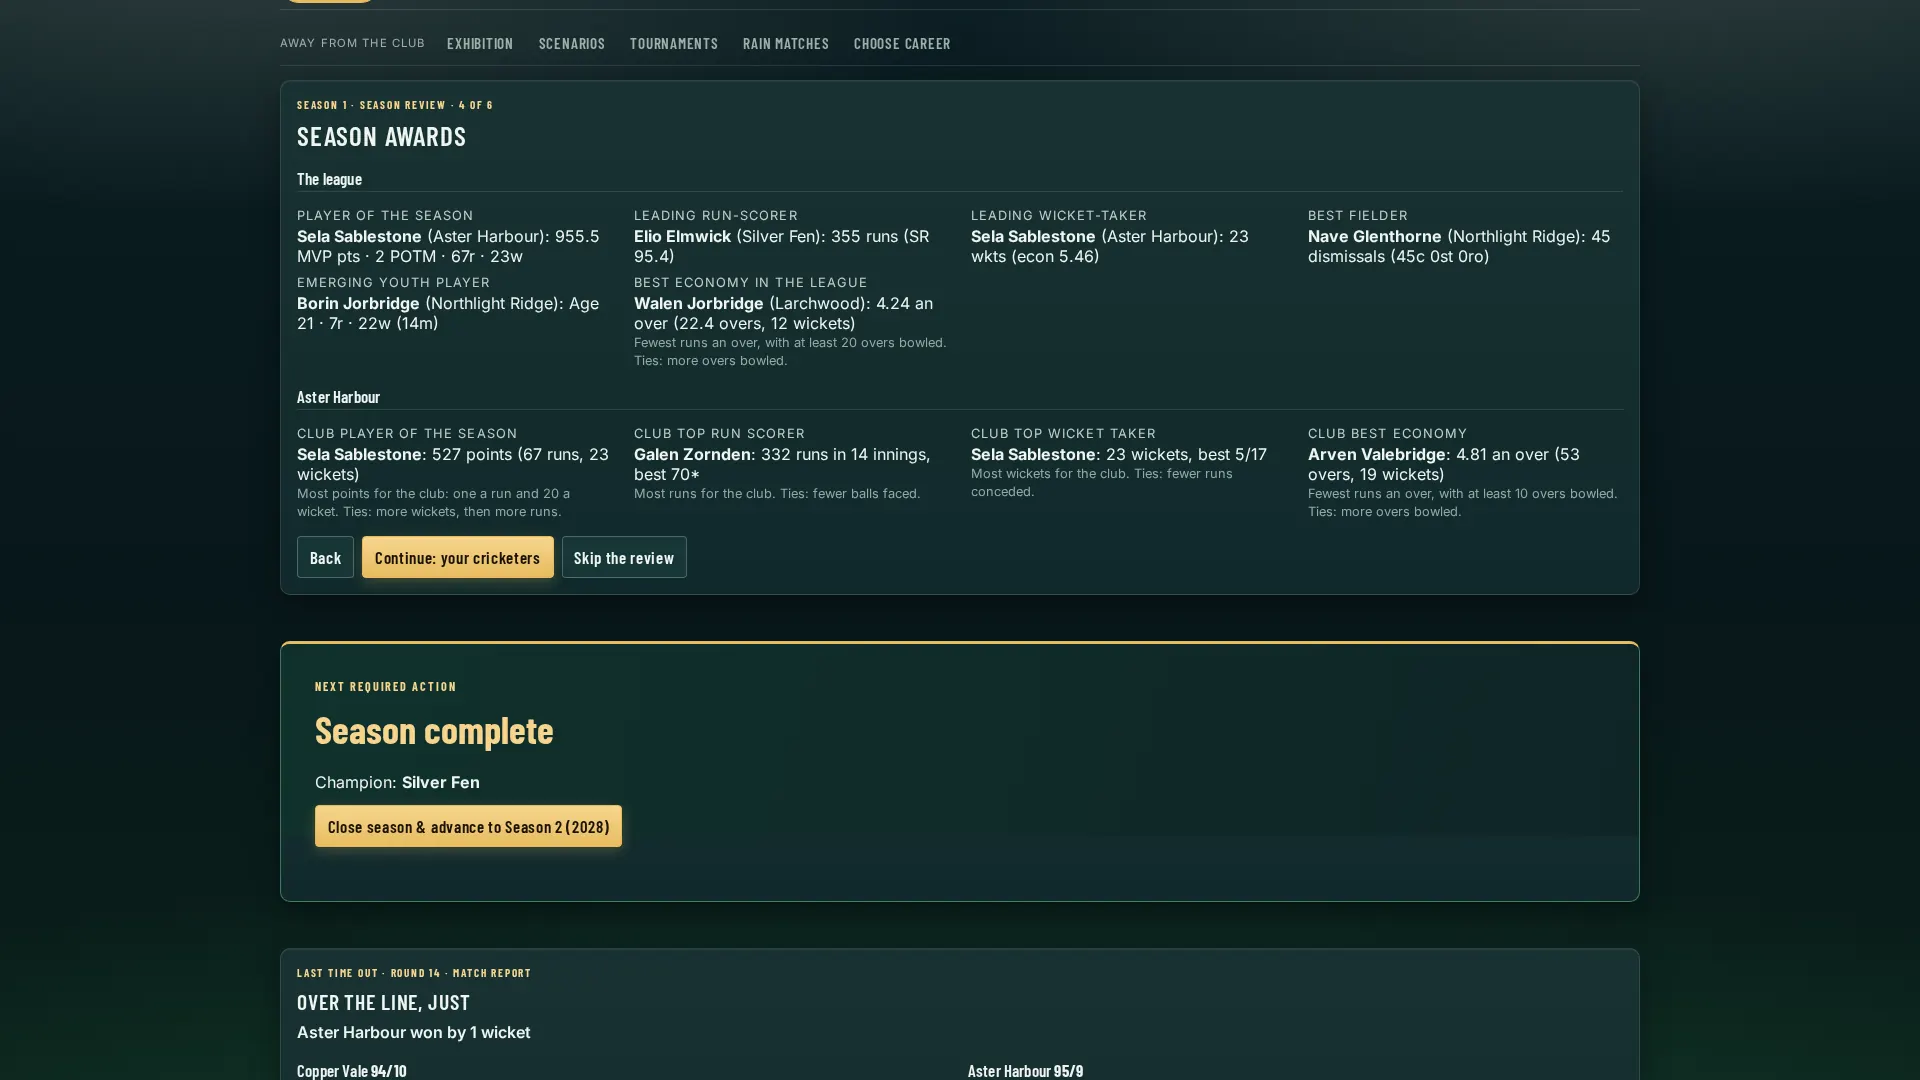 AWAY FROM THE CLUB EXHIBITION SCENARIOS TOURNAMENTS RAIN MATCHES CHOOSE CAREER
SEASON 1 · SEASON REVIEW · 4 OF 6
SEASON AWARDS
The league
PLAYER OF THE SEASON
Sela Sablestone (Aster Harbour): 955.5
MVP pts · 2 POTM · 67r · 23w
LEADING RUN-SCORER
Elio Elmwick (Silver Fen): 355 runs (SR
95.4)
LEADING WICKET-TAKER
Sela Sablestone (Aster Harbour): 23
wkts (econ 5.46)
BEST FIELDER
Nave Glenthorne (Northlight Ridge): 45
dismissals (45c 0st 0ro)
EMERGING YOUTH PLAYER
Borin Jorbridge (Northlight Ridge): Age
21 · 7r · 22w (14m)
BEST ECONOMY IN THE LEAGUE
Walen Jorbridge (Larchwood): 4.24 an
over (22.4 overs, 12 wickets)
Fewest runs an over, with at least 20 overs bowled.
Ties: more overs bowled.
Aster Harbour
CLUB PLAYER OF THE SEASON
Sela Sablestone: 527 points (67 runs, 23
wickets)
Most points for the club: one a run and 20 a
wicket. Ties: more wickets, then more runs.
CLUB TOP RUN SCORER
Galen Zornden: 332 runs in 14 innings,
best 70*
Most runs for the club. Ties: fewer balls faced.
CLUB TOP WICKET TAKER
Sela Sablestone: 23 wickets, best 5/17
Most wickets for the club. Ties: fewer runs
conceded.
CLUB BEST ECONOMY
Arven Valebridge: 4.81 an over (53
overs, 19 wickets)
Fewest runs an over, with at least 10 overs bowled.
Ties: more overs bowled.
Back Continue: your cricketers Skip the review
NEXT REQUIRED ACTION
Season complete
Champion: Silver Fen
Close season & advance to Season 2 (2028)
LAST TIME OUT · ROUND 14 · MATCH REPORT
OVER THE LINE, JUST
Aster Harbour won by 1 wicket
Copper Vale 94/10 Aster Harbour 95/9